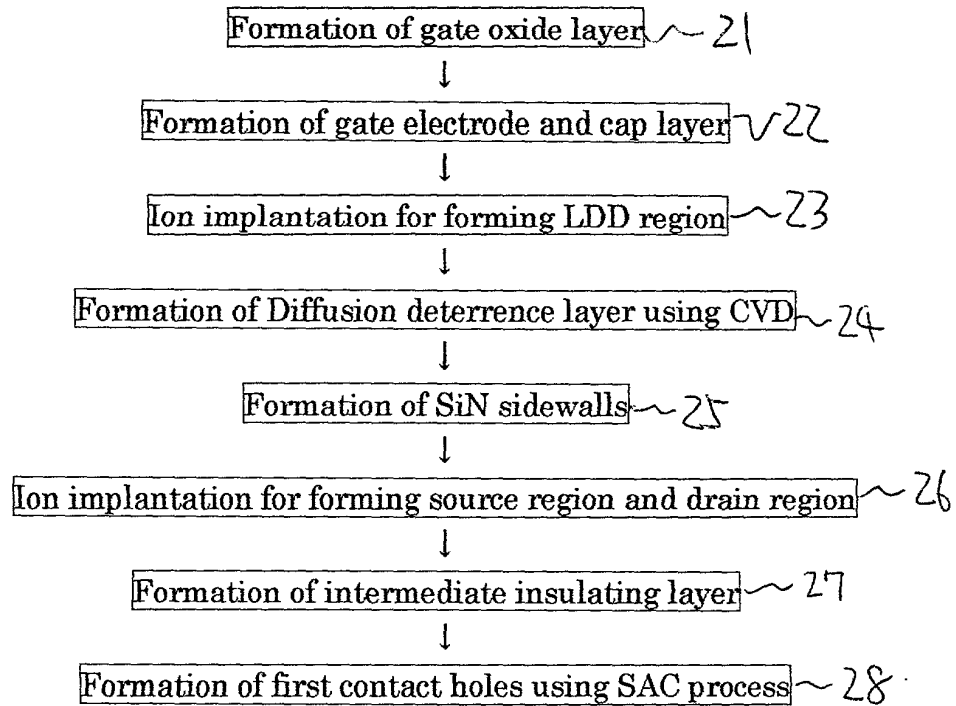 Formation of gate oxide layer 21
↓
Formation of gate electrode and cap layer 22
↓
Ion implantation for forming LDD region 23
↓
Formation of Diffusion deterrence layer using CVD 24
↓
Formation of SiN sidewalls 25
↓
Ion implantation for forming source region and drain region 26
↓
Formation of intermediate insulating layer 27
↓
Formation of first contact holes using SAC process 28